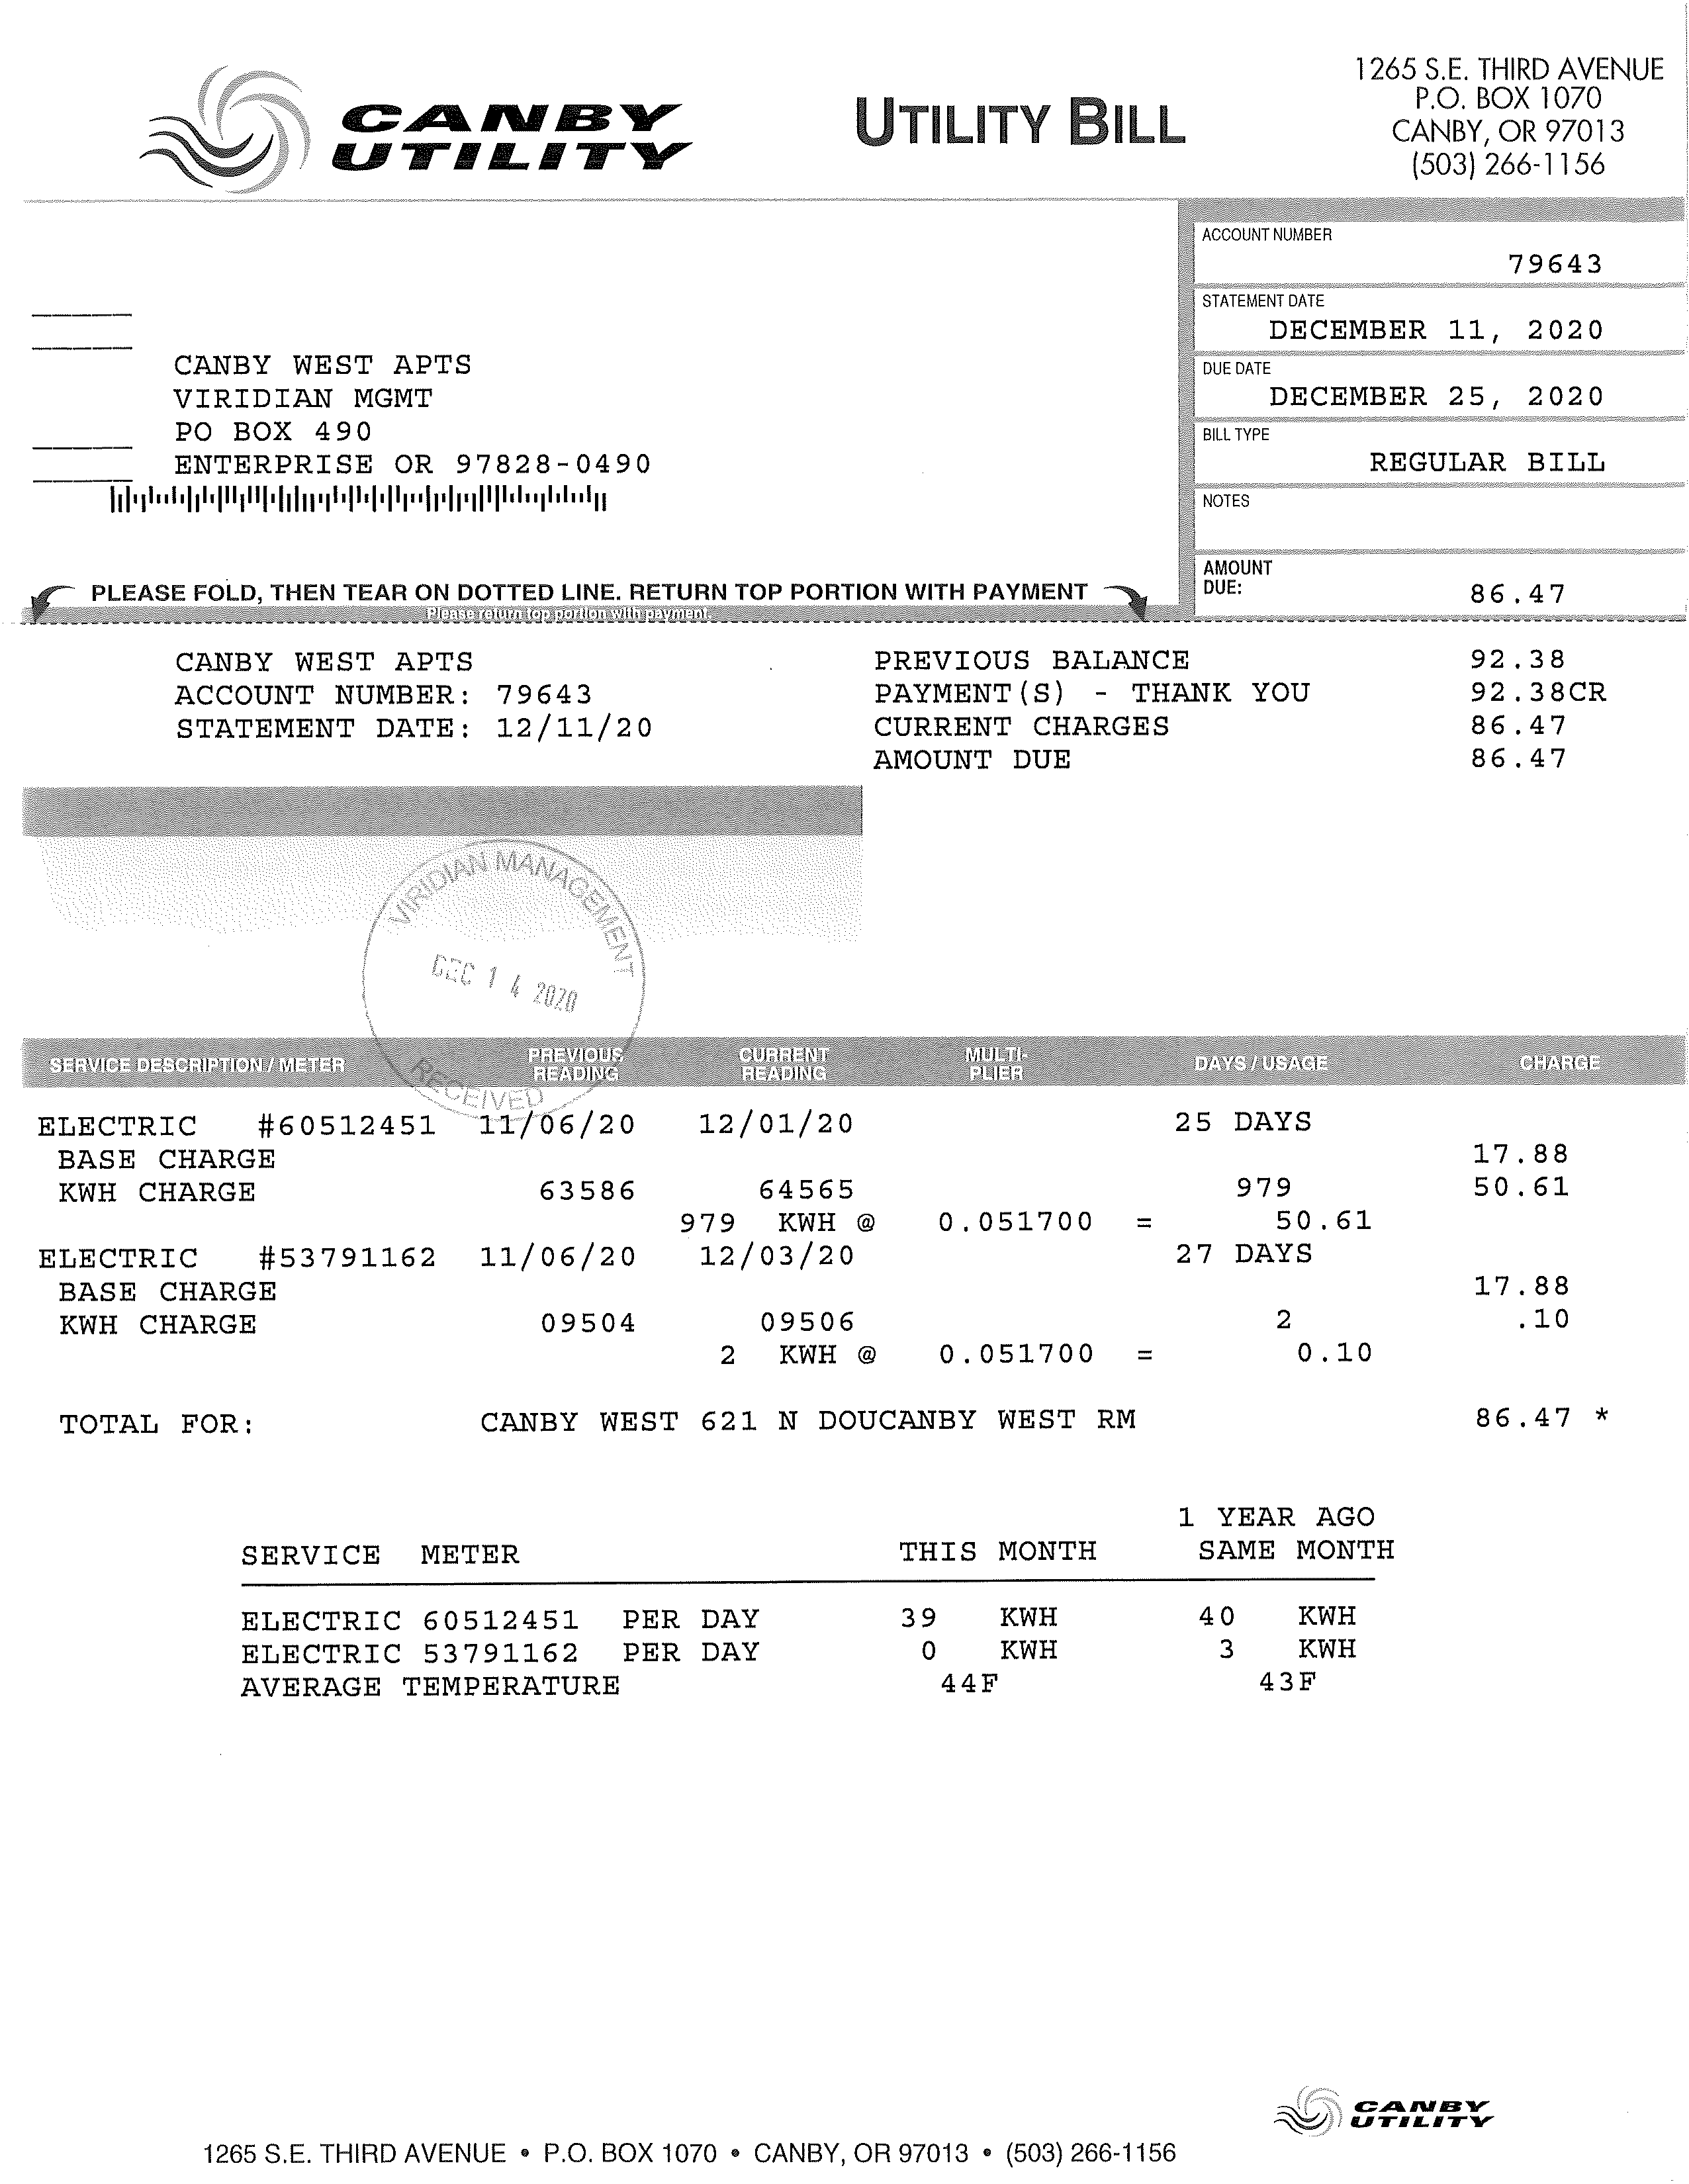 CANBY
UTILITY
UTILITY BILL
1265 S.E. THIRD AVENUE
P.O. BOX 1070
CANBY, OR 97013
(503) 266-1156
ACCOUNT NUMBER
79643
STATEMENT DATE
DECEMBER 11, 2020
DUE DATE
DECEMBER 25, 2020
BILL TYPE
REGULAR BILL
NOTES
AMOUNT
DUE:
86.47
CANBY WEST APTS
VIRIDIAN MGMT
PO BOX 490
ENTERPRISE OR 97828-0490
PLEASE FOLD, THEN TEAR ON DOTTED LINE. RETURN TOP PORTION WITH PAYMENT
Please return top portion with payment.
CANBY WEST APTS
ACCOUNT NUMBER: 79643
STATEMENT DATE: 12/11/20
PREVIOUS BALANCE 92.38
PAYMENT(S) - THANK YOU 92.38CR
CURRENT CHARGES 86.47
AMOUNT DUE 86.47
VIRIDIAN MANAGEMENT
DEC 14 2020
RECEIVED
SERVICE DESCRIPTION / METER PREVIOUS READING CURRENT READING MULTI-PLIER DAYS / USAGE CHARGE
ELECTRIC #60512451 11/06/20 12/01/20 25 DAYS
BASE CHARGE 17.88
KWH CHARGE 63586 64565 979 50.61
979 KWH @ 0.051700 = 50.61
ELECTRIC #53791162 11/06/20 12/03/20 27 DAYS
BASE CHARGE 17.88
KWH CHARGE 09504 09506 2 .10
2 KWH @ 0.051700 = 0.10
TOTAL FOR: CANBY WEST 621 N DOUCANBY WEST RM 86.47 *
1 YEAR AGO
SERVICE METER THIS MONTH SAME MONTH
ELECTRIC 60512451 PER DAY 39 KWH 40 KWH
ELECTRIC 53791162 PER DAY 0 KWH 3 KWH
AVERAGE TEMPERATURE 44F 43F
CANBY
UTILITY
1265 S.E. THIRD AVENUE • P.O. BOX 1070 • CANBY, OR 97013 • (503) 266-1156